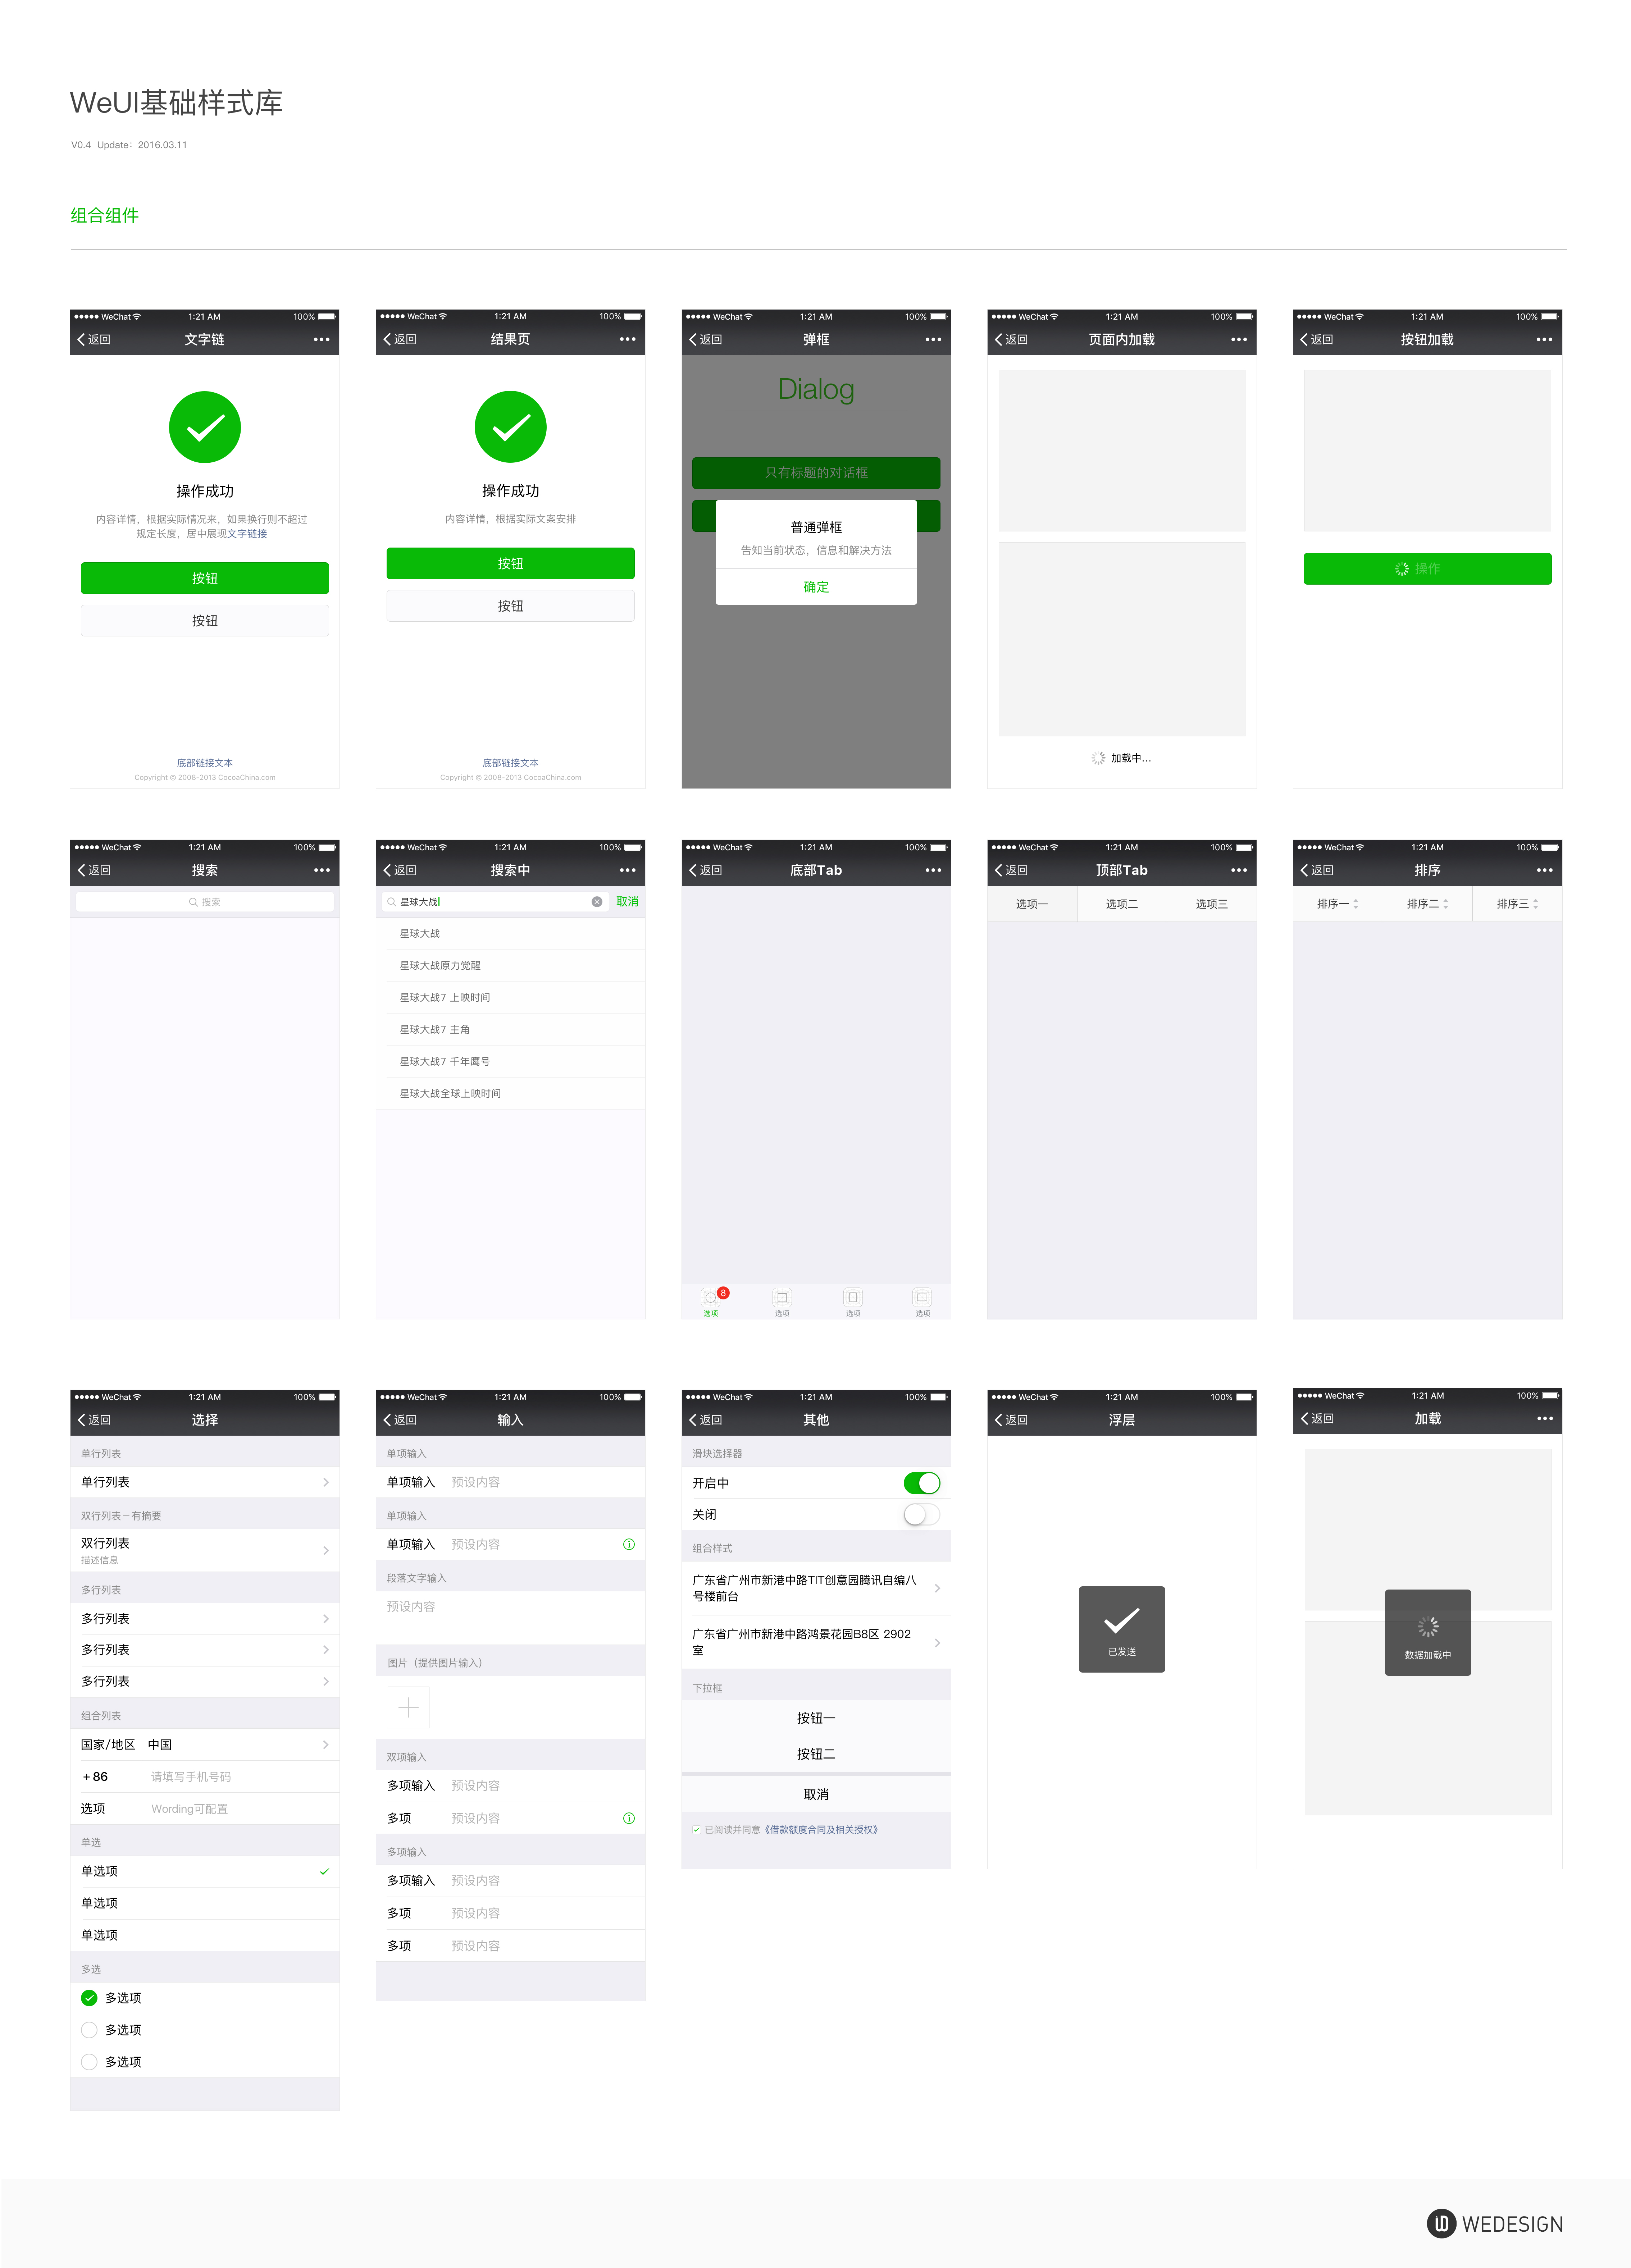 WeUI基础样式库
V0.4 Update：2016.03.11
组合组件
WeChat 1:21 AM 100%
返回 文字链
操作成功
内容详情，根据实际情况来，如果换行则不超过
规定长度，居中展现文字链接
按钮
按钮
底部链接文本
Copyright © 2008-2013 CocoaChina.com
WeChat 1:21 AM 100%
返回 结果页
操作成功
内容详情，根据实际文案安排
按钮
按钮
底部链接文本
Copyright © 2008-2013 CocoaChina.com
WeChat 1:21 AM 100%
返回 弹框
Dialog
只有标题的对话框
普通弹框
告知当前状态，信息和解决方法
确定
WeChat 1:21 AM 100%
返回 页面内加载
加载中...
WeChat 1:21 AM 100%
返回 按钮加载
操作
WeChat 1:21 AM 100%
返回 搜索
搜索
WeChat 1:21 AM 100%
返回 搜索中
星球大战 取消
星球大战
星球大战原力觉醒
星球大战7 上映时间
星球大战7 主角
星球大战7 千年鹰号
星球大战全球上映时间
WeChat 1:21 AM 100%
返回 底部Tab
8
选项 选项 选项 选项
WeChat 1:21 AM 100%
返回 顶部Tab
选项一 选项二 选项三
WeChat 1:21 AM 100%
返回 排序
排序一 排序二 排序三
WeChat 1:21 AM 100%
返回 选择
单行列表
单行列表
双行列表－有摘要
双行列表
描述信息
多行列表
多行列表
多行列表
多行列表
组合列表
国家/地区 中国
+86 请填写手机号码
选项 Wording可配置
单选
单选项
单选项
单选项
多选
多选项
多选项
多选项
WeChat 1:21 AM 100%
返回 输入
单项输入
单项输入 预设内容
单项输入
单项输入 预设内容
段落文字输入
预设内容
图片（提供图片输入）
双项输入
多项输入 预设内容
多项 预设内容
多项输入
多项输入 预设内容
多项 预设内容
多项 预设内容
WeChat 1:21 AM 100%
返回 其他
滑块选择器
开启中
关闭
组合样式
广东省广州市新港中路TIT创意园腾讯自编八
号楼前台
广东省广州市新港中路鸿景花园B8区 2902
室
下拉框
按钮一
按钮二
取消
已阅读并同意《借款额度合同及相关授权》
WeChat 1:21 AM 100%
返回 浮层
已发送
WeChat 1:21 AM 100%
返回 加载
数据加载中
WEDESIGN